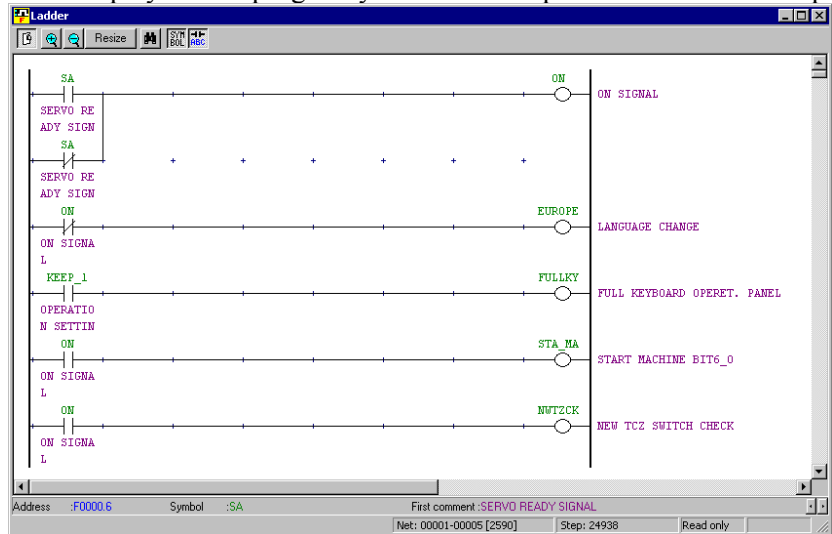 Ladder
Resize
SYM BOL
ABC
SA
ON
ON SIGNAL
SERVO RE
ADY SIGN
SA
SERVO RE
ADY SIGN
ON
EUROPE
LANGUAGE CHANGE
ON SIGNA
L
KEEP_1
FULLKY
FULL KEYBOARD OPERET. PANEL
OPERATIO
N SETTIN
ON
STA_MA
START MACHINE BIT6_0
ON SIGNA
L
ON
NWTZCK
NEW TCZ SWITCH CHECK
ON SIGNA
L
Address :F0000.6 Symbol :SA First comment :SERVO READY SIGNAL
Net: 00001-00005 [2590] Step: 24938 Read only